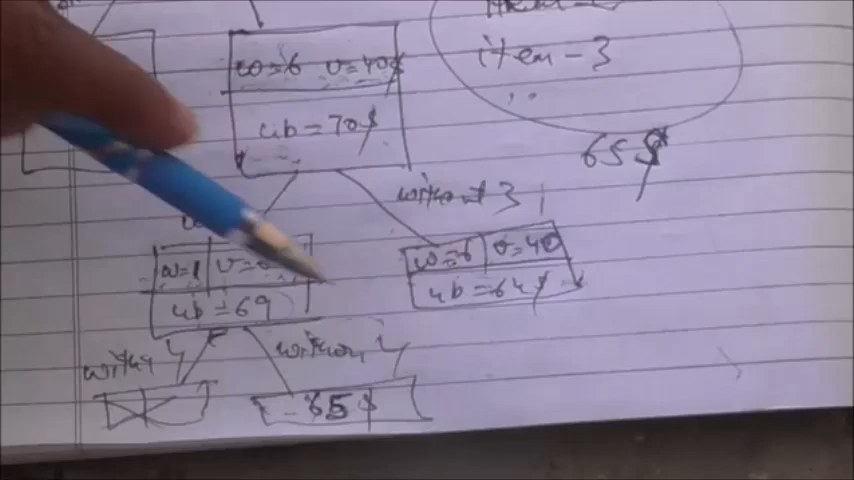 item - 3
w=6 v=40$
ub=70$
65$
without 3
w=1 v=
w=6 v=40
ub=69
ub=64$
with 4
without 4
65$